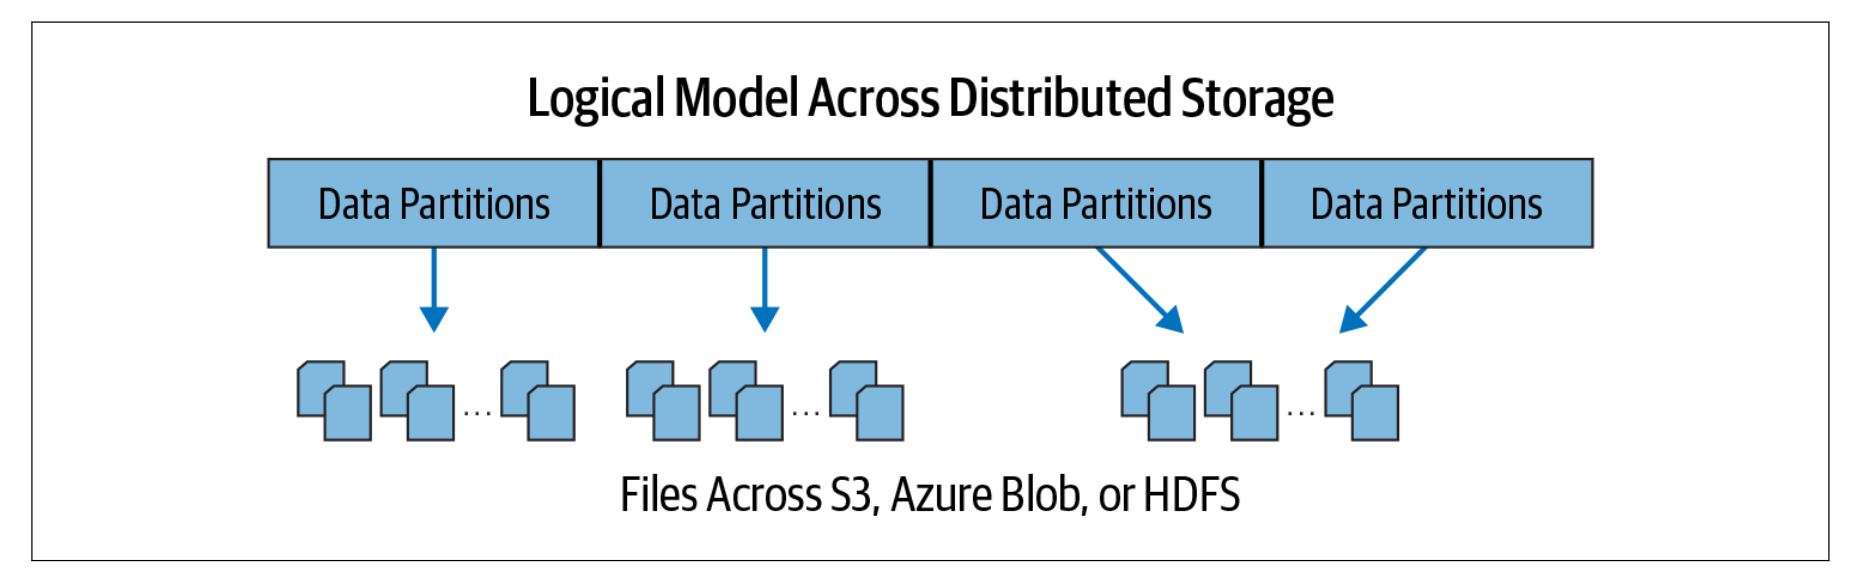 Logical Model Across Distributed Storage
Data Partitions Data Partitions Data Partitions Data Partitions
... ... ...
Files Across S3, Azure Blob, or HDFS